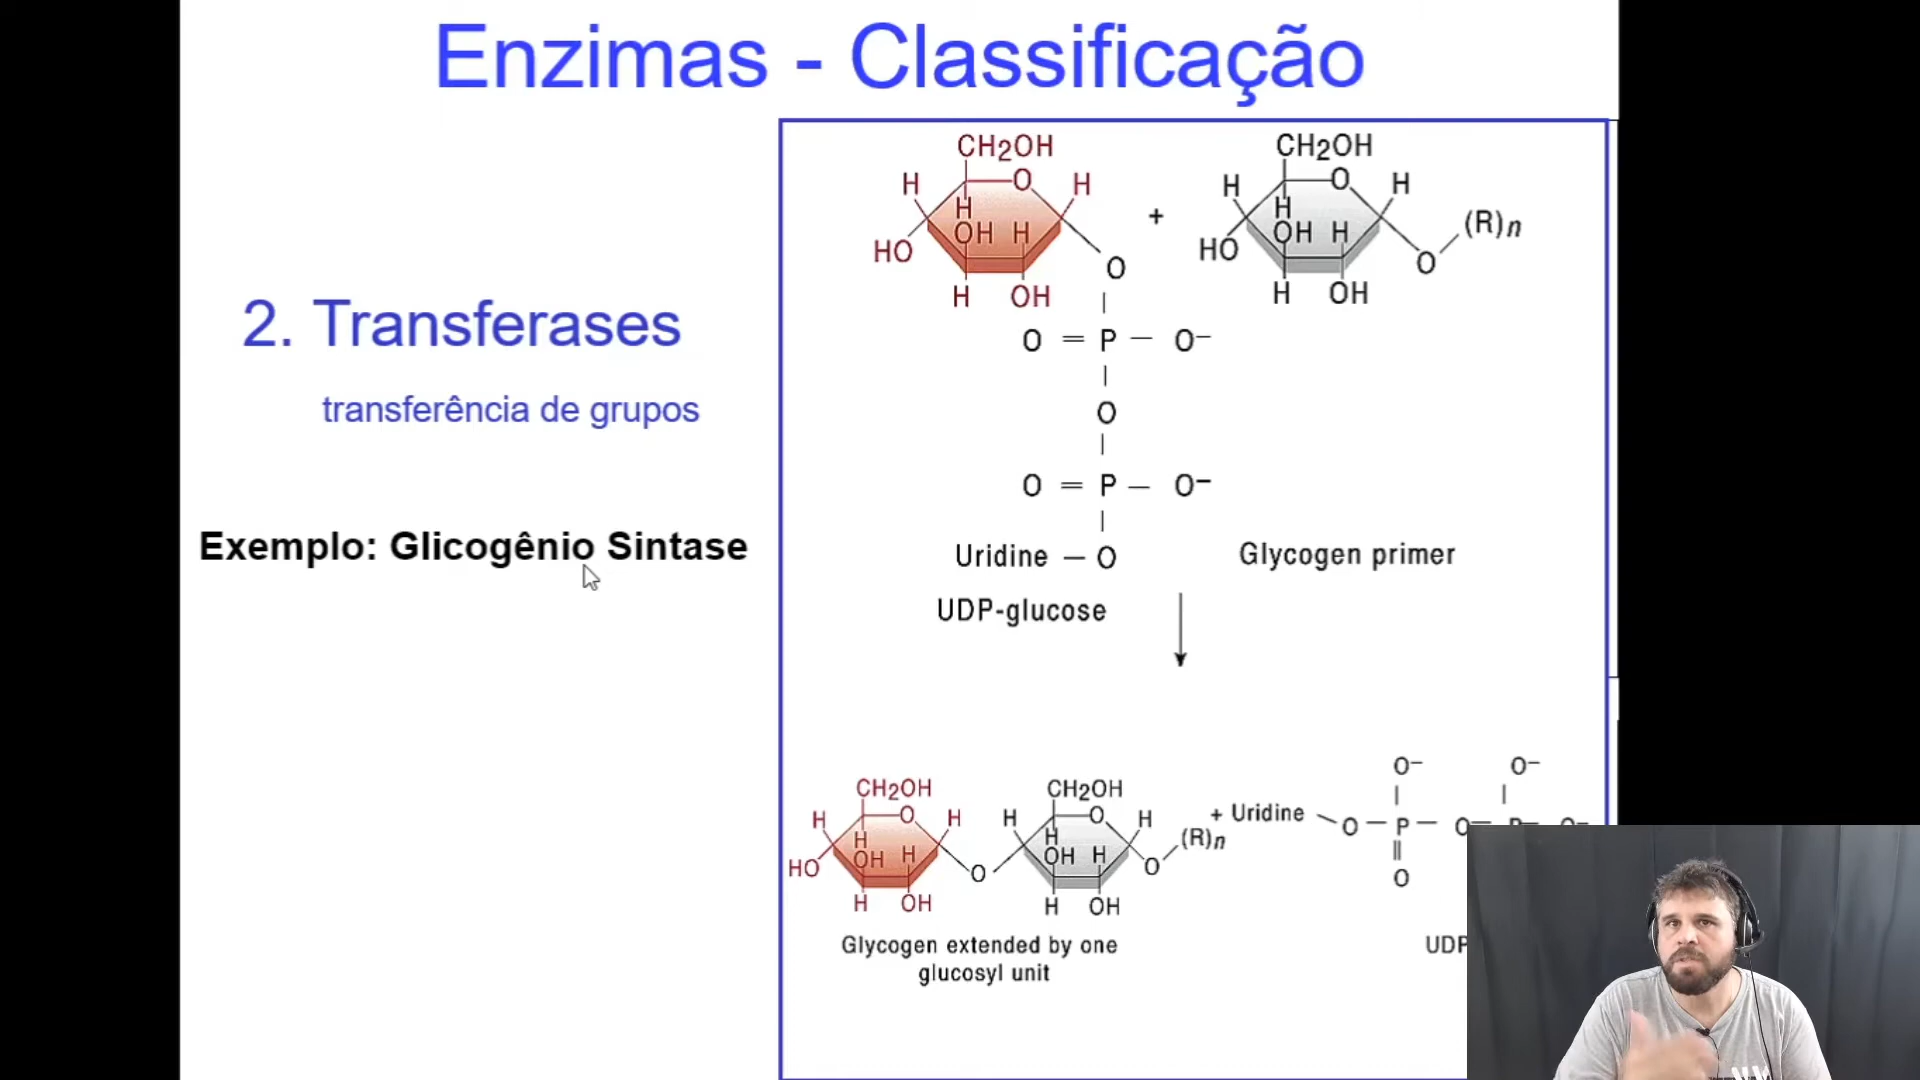 Enzimas - Classificação
2. Transferases
transferência de grupos
Exemplo: Glicogênio Sintase
CH2OH
H O H
H
OH H
HO
H OH
O
+
CH2OH
H O H
H
OH H
HO
H OH
O
(R)n
O = P — O–
O
O = P — O–
Uridine — O
UDP-glucose
Glycogen primer
CH2OH
H O H
H
OH H
HO
H OH
O
CH2OH
H O H
H
OH H
H OH
O
(R)n
+ Uridine
O– O–
O — P — O — P — O–
O
Glycogen extended by one
glucosyl unit
UDP